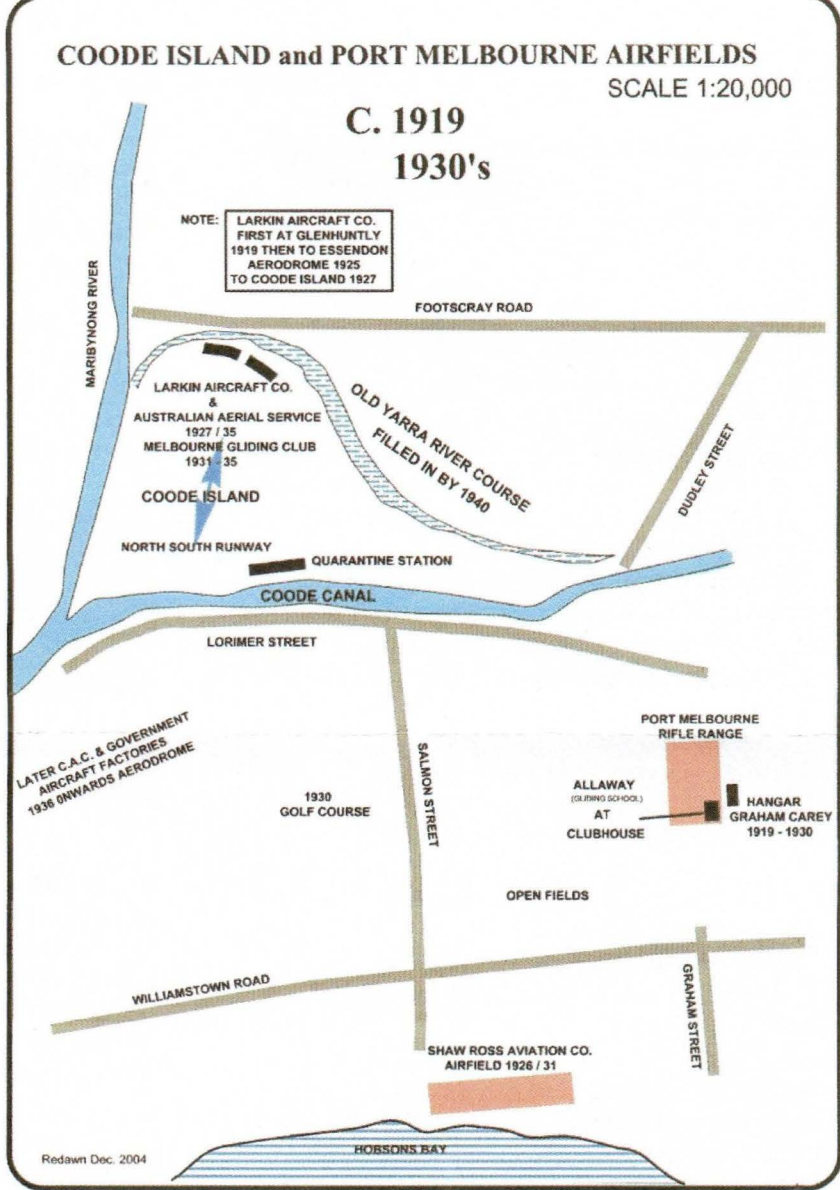 COODE ISLAND and PORT MELBOURNE AIRFIELDS
SCALE 1:20,000
C. 1919
1930's
NOTE:
LARKIN AIRCRAFT CO.
FIRST AT GLENHUNTLY
1919 THEN TO ESSENDON
AERODROME 1925
TO COODE ISLAND 1927
MARIBYNONG RIVER
FOOTSCRAY ROAD
LARKIN AIRCRAFT CO.
&
AUSTRALIAN AERIAL SERVICE
1927 / 35
MELBOURNE GLIDING CLUB
1931 - 35
OLD YARRA RIVER COURSE
FILLED IN BY 1940
DUDLEY STREET
COODE ISLAND
NORTH SOUTH RUNWAY
QUARANTINE STATION
COODE CANAL
LORIMER STREET
LATER C.A.C. & GOVERNMENT
AIRCRAFT FACTORIES
1936 0NWARDS AERODROME
SALMON STREET
PORT MELBOURNE
RIFLE RANGE
1930
GOLF COURSE
ALLAWAY
(GLIDING SCHOOL)
AT
CLUBHOUSE
HANGAR
GRAHAM CAREY
1919 - 1930
OPEN FIELDS
WILLIAMSTOWN ROAD
GRAHAM STREET
SHAW ROSS AVIATION CO.
AIRFIELD 1926 / 31
HOBSONS BAY
Redawn Dec. 2004